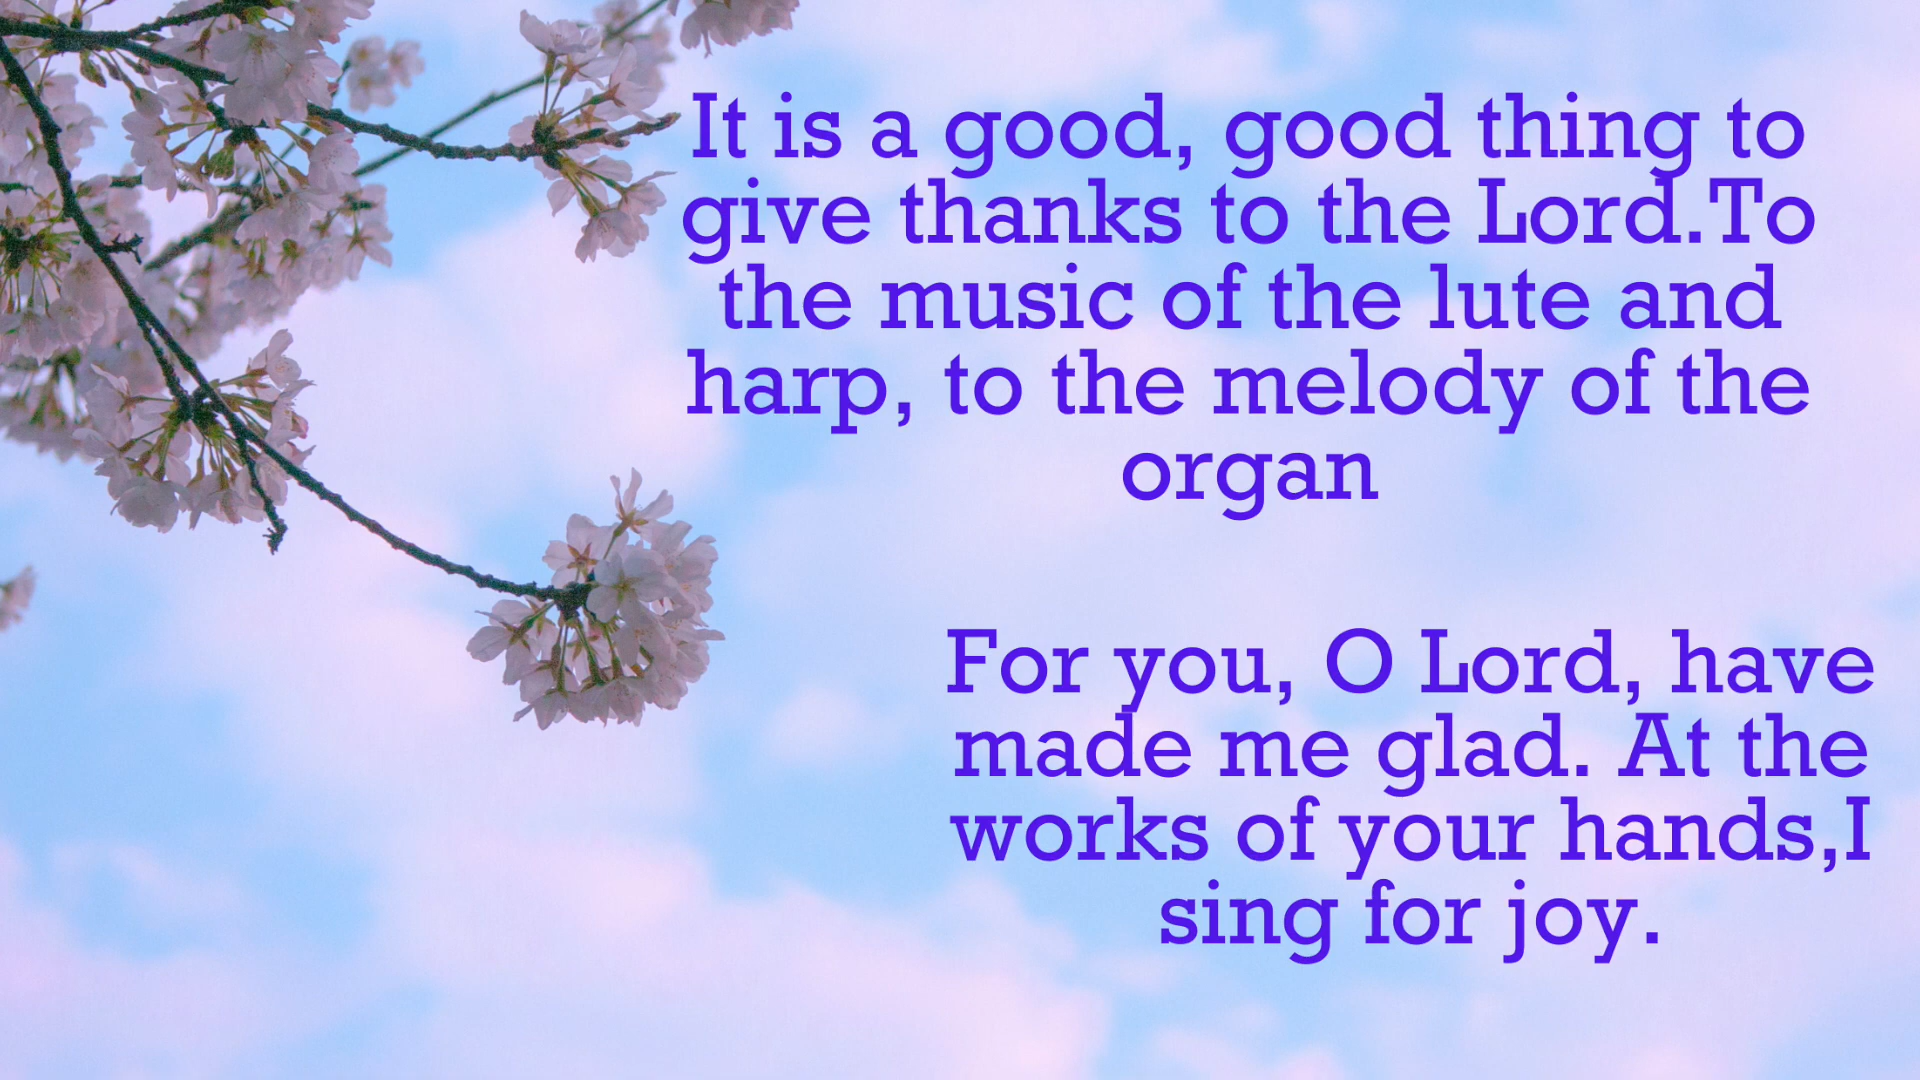 It is a good, good thing to
give thanks to the Lord.To
the music of the lute and
harp, to the melody of the
organ
For you, O Lord, have
made me glad. At the
works of your hands,I
sing for joy.